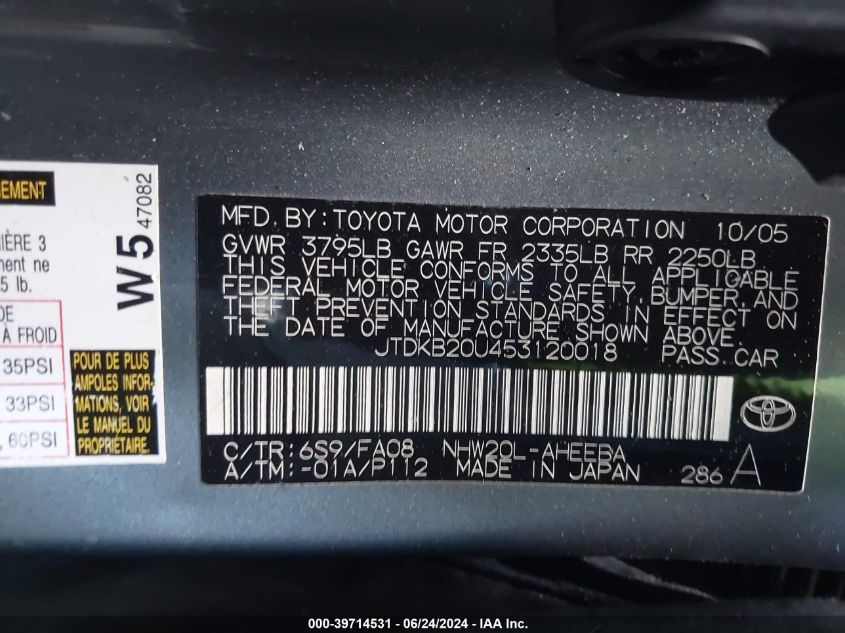 GEMENT
IÈRE 3
ment ne
5 lb.
DE
À FROID
35PSI
33PSI
, 60PSI
W5 47082
POUR DE PLUS
AMPLES INFOR-
MATIONS, VOIR
LE MANUEL DU
PROPRIÉTAIRE.
MFD. BY: TOYOTA MOTOR CORPORATION 10/05
GVWR 3795LB GAWR FR 2335LB RR 2250LB
THIS VEHICLE CONFORMS TO ALL APPLICABLE
FEDERAL MOTOR VEHICLE SAFETY, BUMPER, AND
THEFT PREVENTION STANDARDS IN EFFECT ON
THE DATE OF MANUFACTURE SHOWN ABOVE.
JTDKB20U453120018 PASS. CAR
C/TR: 6S9/FA08 NHW20L-AHEEBA
A/TM: -01A/P112 MADE IN JAPAN 286 A
000-39714531 - 06/24/2024 - IAA Inc.